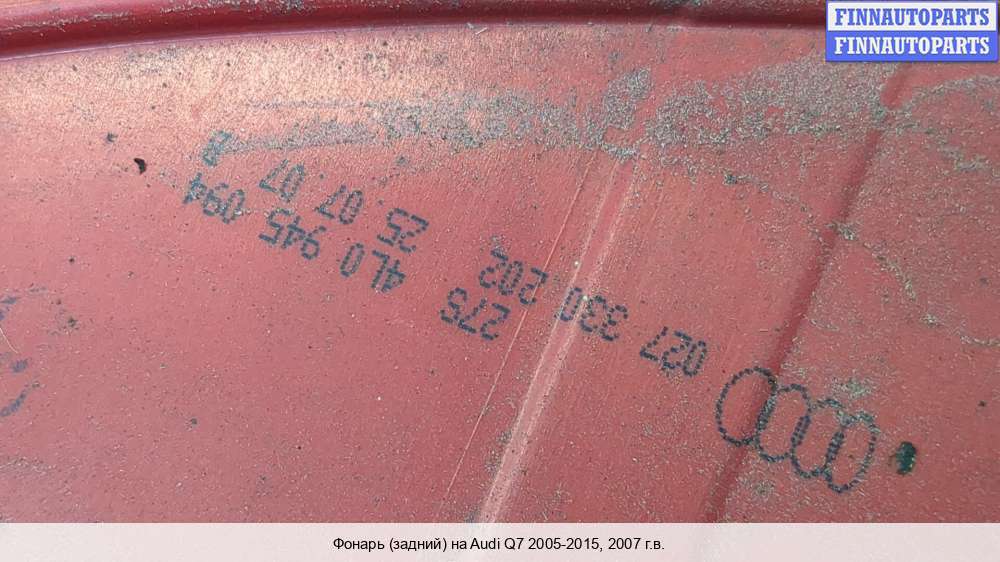 FINNAUTOPARTS
FINNAUTOPARTS
027 330 202
27S
4L0 945 094
25. 07. 07
Фонарь (задний) на Audi Q7 2005-2015, 2007 г.в.